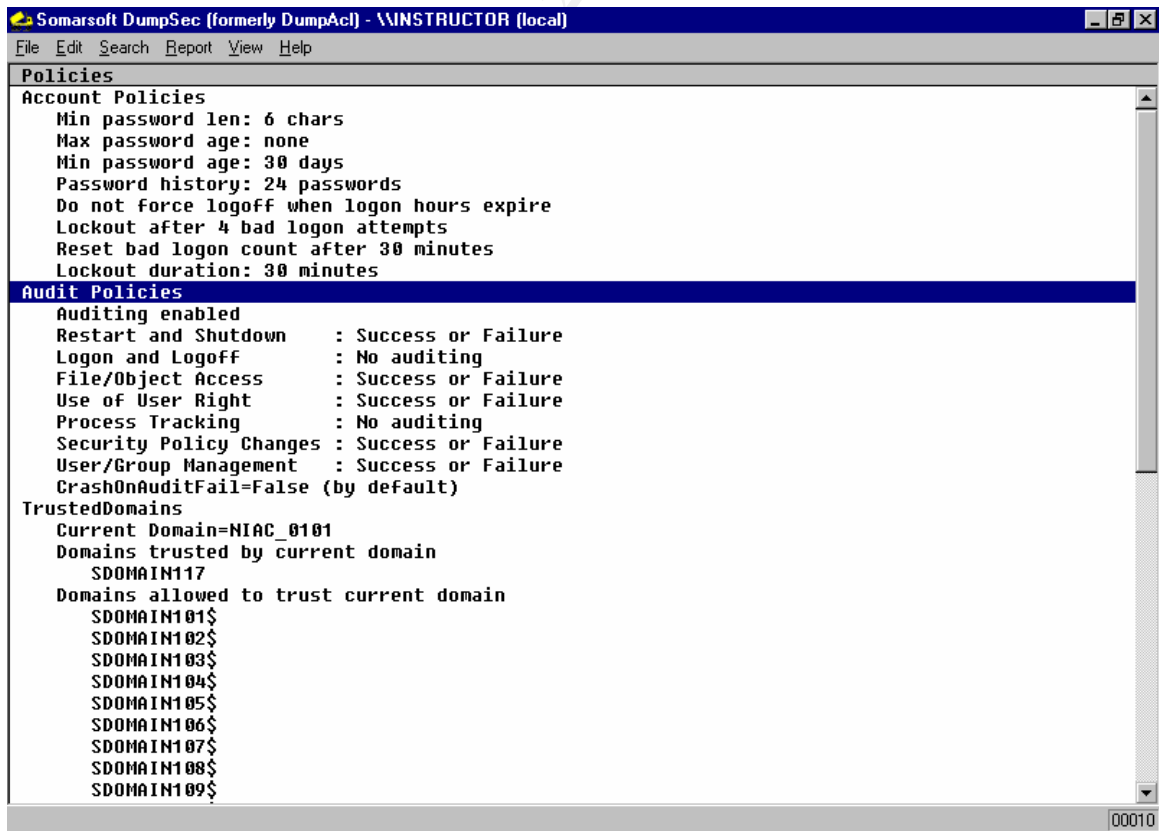 Somarsoft DumpSec (formerly DumpAcl) - \\INSTRUCTOR (local)
File Edit Search Report View Help
Policies
Account Policies
Min password len: 6 chars
Max password age: none
Min password age: 30 days
Password history: 24 passwords
Do not force logoff when logon hours expire
Lockout after 4 bad logon attempts
Reset bad logon count after 30 minutes
Lockout duration: 30 minutes
Audit Policies
Auditing enabled
Restart and Shutdown : Success or Failure
Logon and Logoff : No auditing
File/Object Access : Success or Failure
Use of User Right : Success or Failure
Process Tracking : No auditing
Security Policy Changes : Success or Failure
User/Group Management : Success or Failure
CrashOnAuditFail=False (by default)
TrustedDomains
Current Domain=NIAC_0101
Domains trusted by current domain
SDOMAIN117
Domains allowed to trust current domain
SDOMAIN101$
SDOMAIN102$
SDOMAIN103$
SDOMAIN104$
SDOMAIN105$
SDOMAIN106$
SDOMAIN107$
SDOMAIN108$
SDOMAIN109$
00010